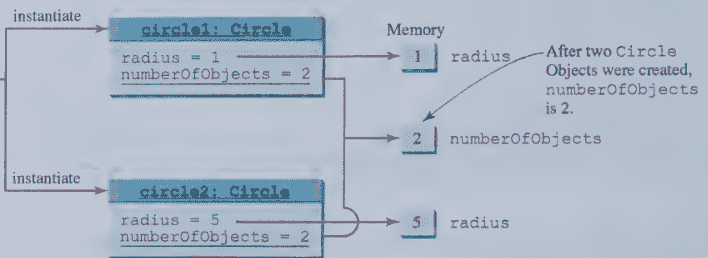 instantiate
circle1: Circle
radius = 1
numberOfObjects = 2
Memory
1 radius
After two Circle
Objects were created,
numberOfObjects
is 2.
2 numberOfObjects
instantiate
circle2: Circle
radius = 5
numberOfObjects = 2
5 radius